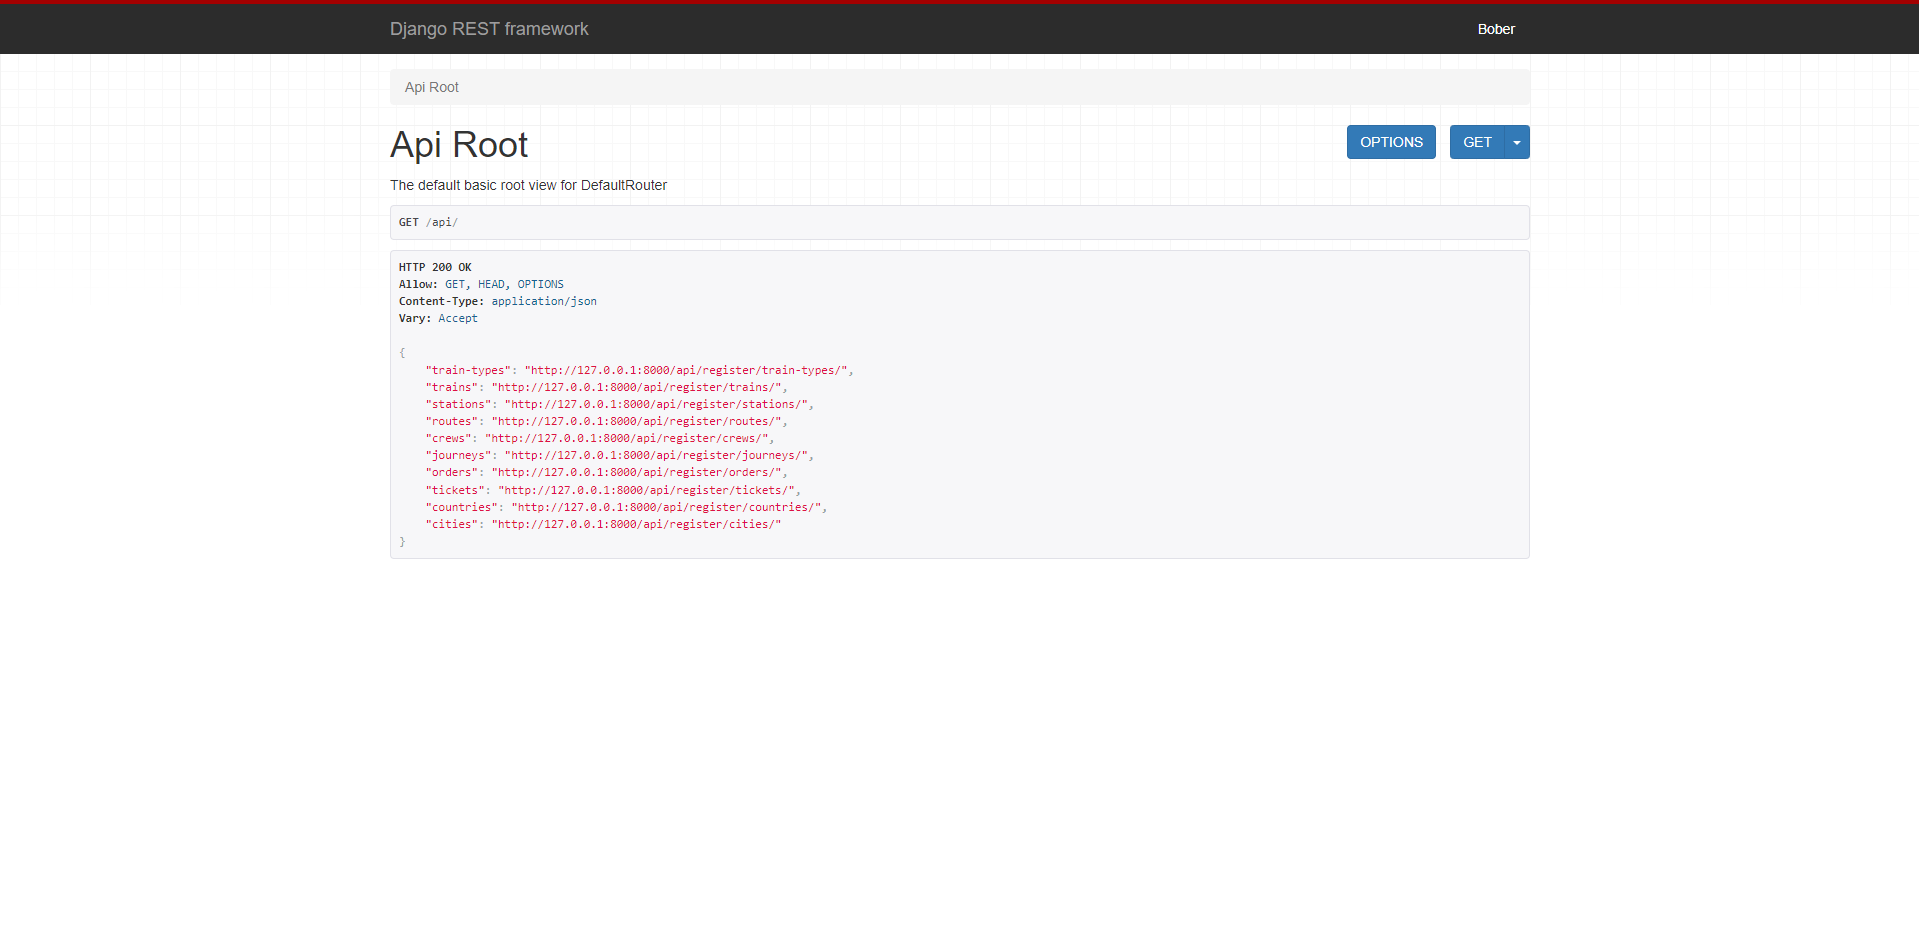 Django REST framework
Bober
Api Root
Api Root
OPTIONS
GET
The default basic root view for DefaultRouter
GET /api/
HTTP 200 OK
Allow: GET, HEAD, OPTIONS
Content-Type: application/json
Vary: Accept
{
    "train-types": "http://127.0.0.1:8000/api/register/train-types/",
    "trains": "http://127.0.0.1:8000/api/register/trains/",
    "stations": "http://127.0.0.1:8000/api/register/stations/",
    "routes": "http://127.0.0.1:8000/api/register/routes/",
    "crews": "http://127.0.0.1:8000/api/register/crews/",
    "journeys": "http://127.0.0.1:8000/api/register/journeys/",
    "orders": "http://127.0.0.1:8000/api/register/orders/",
    "tickets": "http://127.0.0.1:8000/api/register/tickets/",
    "countries": "http://127.0.0.1:8000/api/register/countries/",
    "cities": "http://127.0.0.1:8000/api/register/cities/"
}